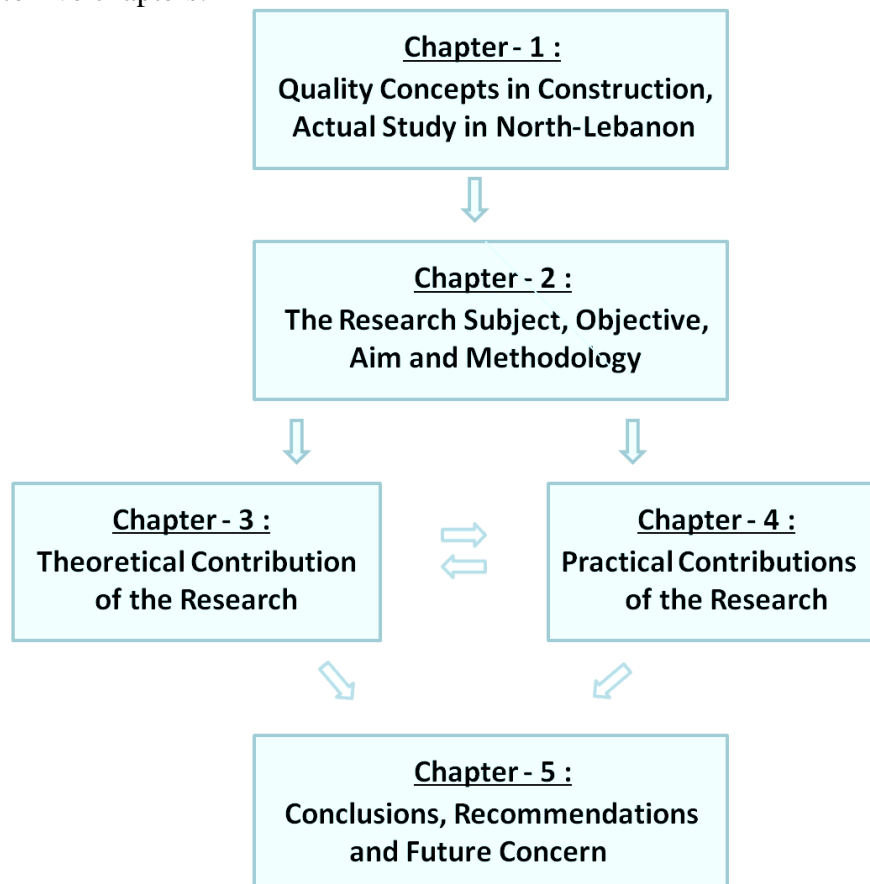 Chapter - 1 :
Quality Concepts in Construction,
Actual Study in North-Lebanon
Chapter - 2 :
The Research Subject, Objective,
Aim and Methodology
Chapter - 3 :
Theoretical Contribution
of the Research
Chapter - 4 :
Practical Contributions
of the Research
Chapter - 5 :
Conclusions, Recommendations
and Future Concern